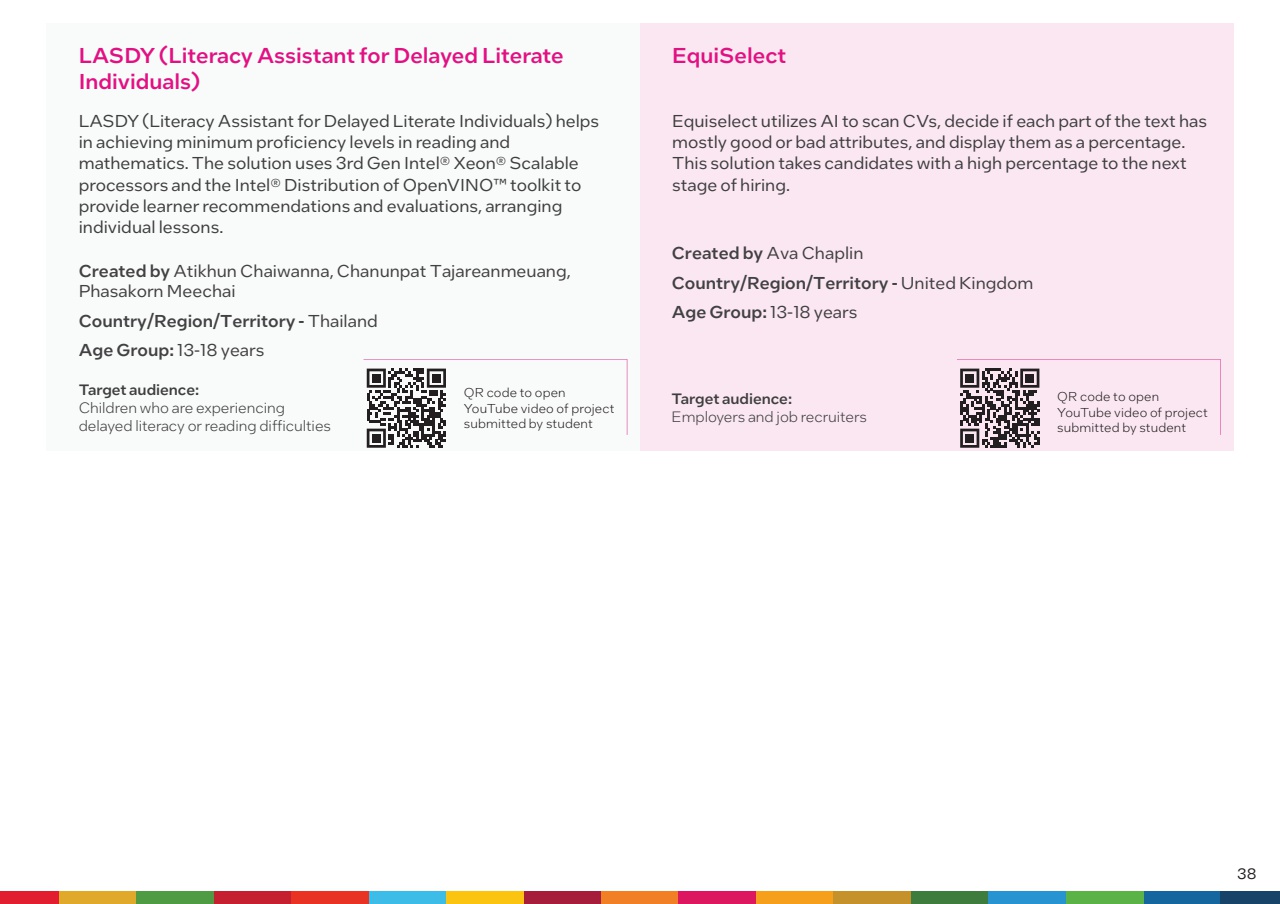 LASDY (Literacy Assistant for Delayed Literate
Individuals)
LASDY (Literacy Assistant for Delayed Literate Individuals) helps
in achieving minimum proficiency levels in reading and
mathematics. The solution uses 3rd Gen Intel® Xeon® Scalable
processors and the Intel® Distribution of OpenVINO™ toolkit to
provide learner recommendations and evaluations, arranging
individual lessons.
Created by Atikhun Chaiwanna, Chanunpat Tajareanmeuang,
Phasakorn Meechai
Country/Region/Territory - Thailand
Age Group: 13-18 years
Target audience:
Children who are experiencing
delayed literacy or reading difficulties
QR code to open
YouTube video of project
submitted by student
EquiSelect
Equiselect utilizes AI to scan CVs, decide if each part of the text has
mostly good or bad attributes, and display them as a percentage.
This solution takes candidates with a high percentage to the next
stage of hiring.
Created by Ava Chaplin
Country/Region/Territory - United Kingdom
Age Group: 13-18 years
Target audience:
Employers and job recruiters
QR code to open
YouTube video of project
submitted by student
38